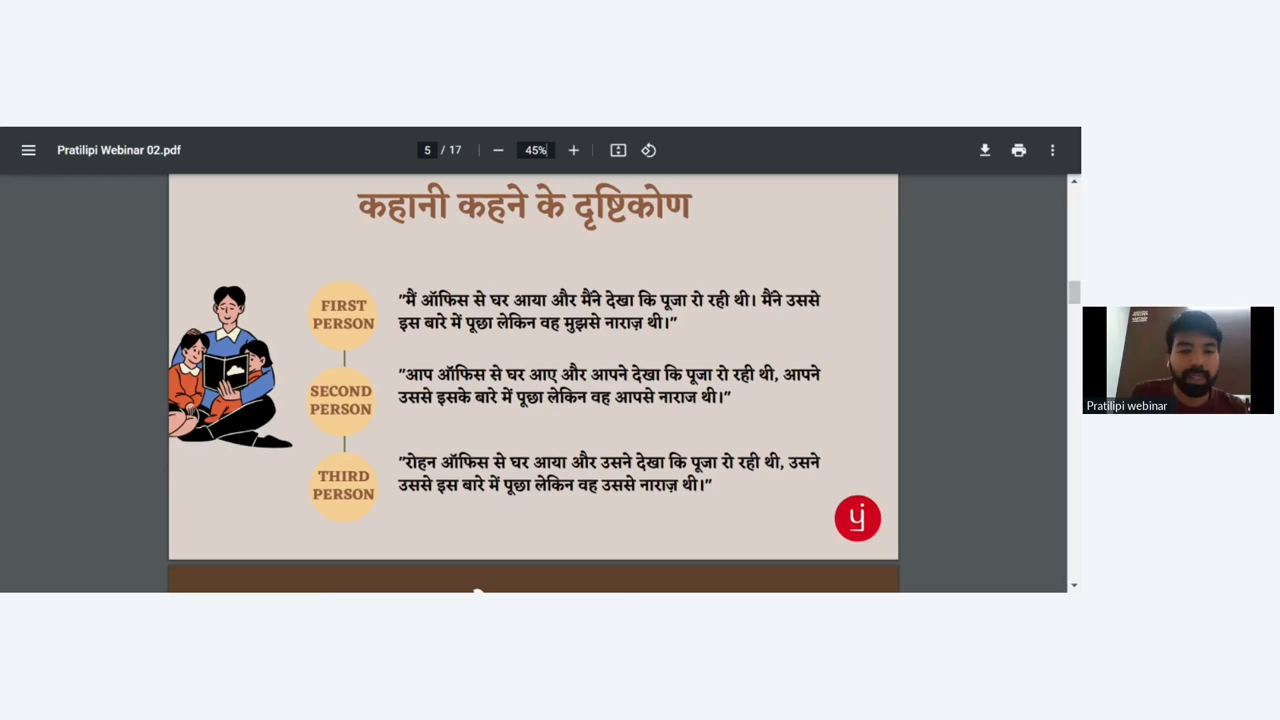 Pratilipi Webinar 02.pdf
5 / 17
45%
कहानी कहने के दृष्टिकोण
FIRST
PERSON
"मैं ऑफिस से घर आया और मैंने देखा कि पूजा रो रही थी। मैंने उससे
इस बारे में पूछा लेकिन वह मुझसे नाराज़ थी।"
SECOND
PERSON
"आप ऑफिस से घर आए और आपने देखा कि पूजा रो रही थी, आपने
उससे इसके बारे में पूछा लेकिन वह आपसे नाराज थी।"
THIRD
PERSON
"रोहन ऑफिस से घर आया और उसने देखा कि पूजा रो रही थी, उसने
उससे इस बारे में पूछा लेकिन वह उससे नाराज़ थी।"
Pratilipi webinar